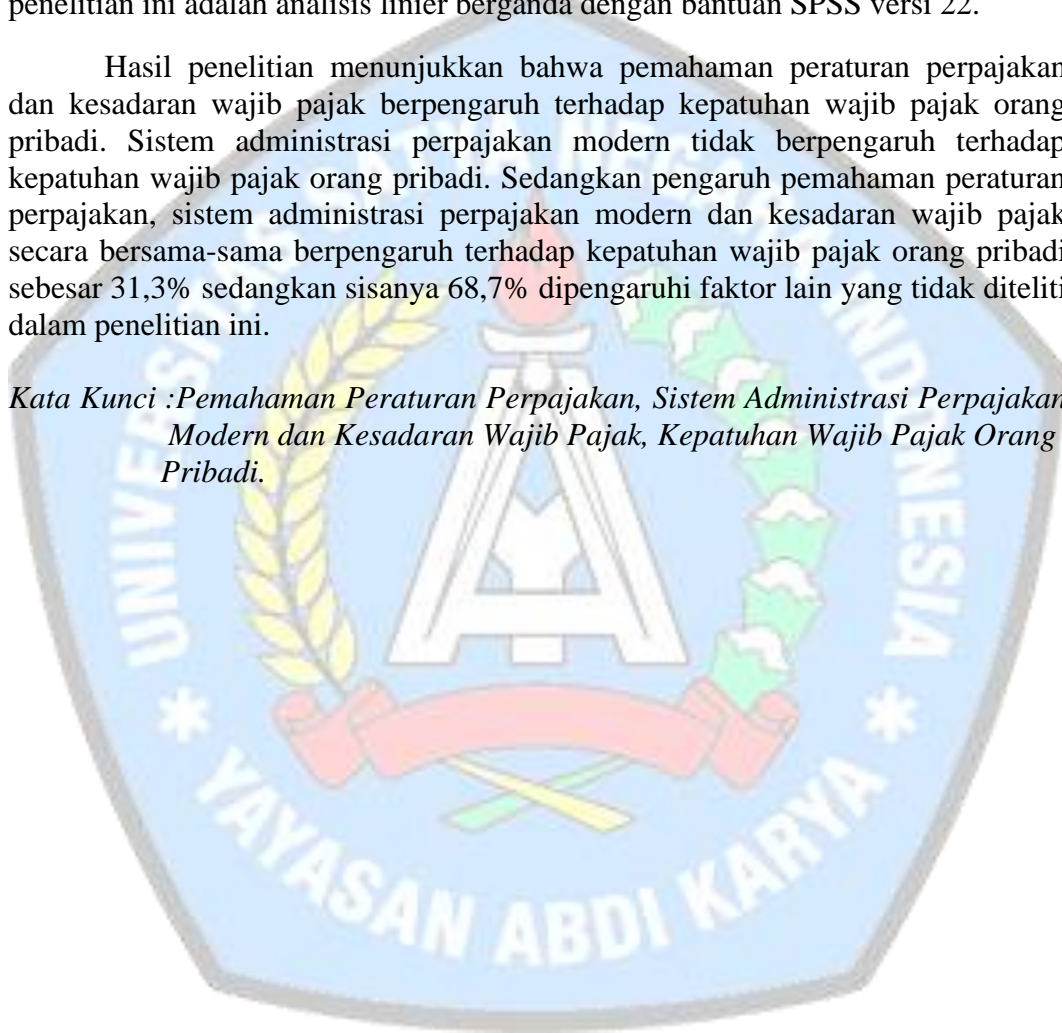 penelitian ini adalah analisis linier berganda dengan bantuan SPSS versi 22.
Hasil penelitian menunjukkan bahwa pemahaman peraturan perpajakan
dan kesadaran wajib pajak berpengaruh terhadap kepatuhan wajib pajak orang
pribadi. Sistem administrasi perpajakan modern tidak berpengaruh terhadap
kepatuhan wajib pajak orang pribadi. Sedangkan pengaruh pemahaman peraturan
perpajakan, sistem administrasi perpajakan modern dan kesadaran wajib pajak
secara bersama-sama berpengaruh terhadap kepatuhan wajib pajak orang pribadi
sebesar 31,3% sedangkan sisanya 68,7% dipengaruhi faktor lain yang tidak diteliti
dalam penelitian ini.
Kata Kunci :Pemahaman Peraturan Perpajakan, Sistem Administrasi Perpajakan
Modern dan Kesadaran Wajib Pajak, Kepatuhan Wajib Pajak Orang
Pribadi.
UNIVERSITAS SATYA NEGARA INDONESIA
YAYASAN ABDI KARYA